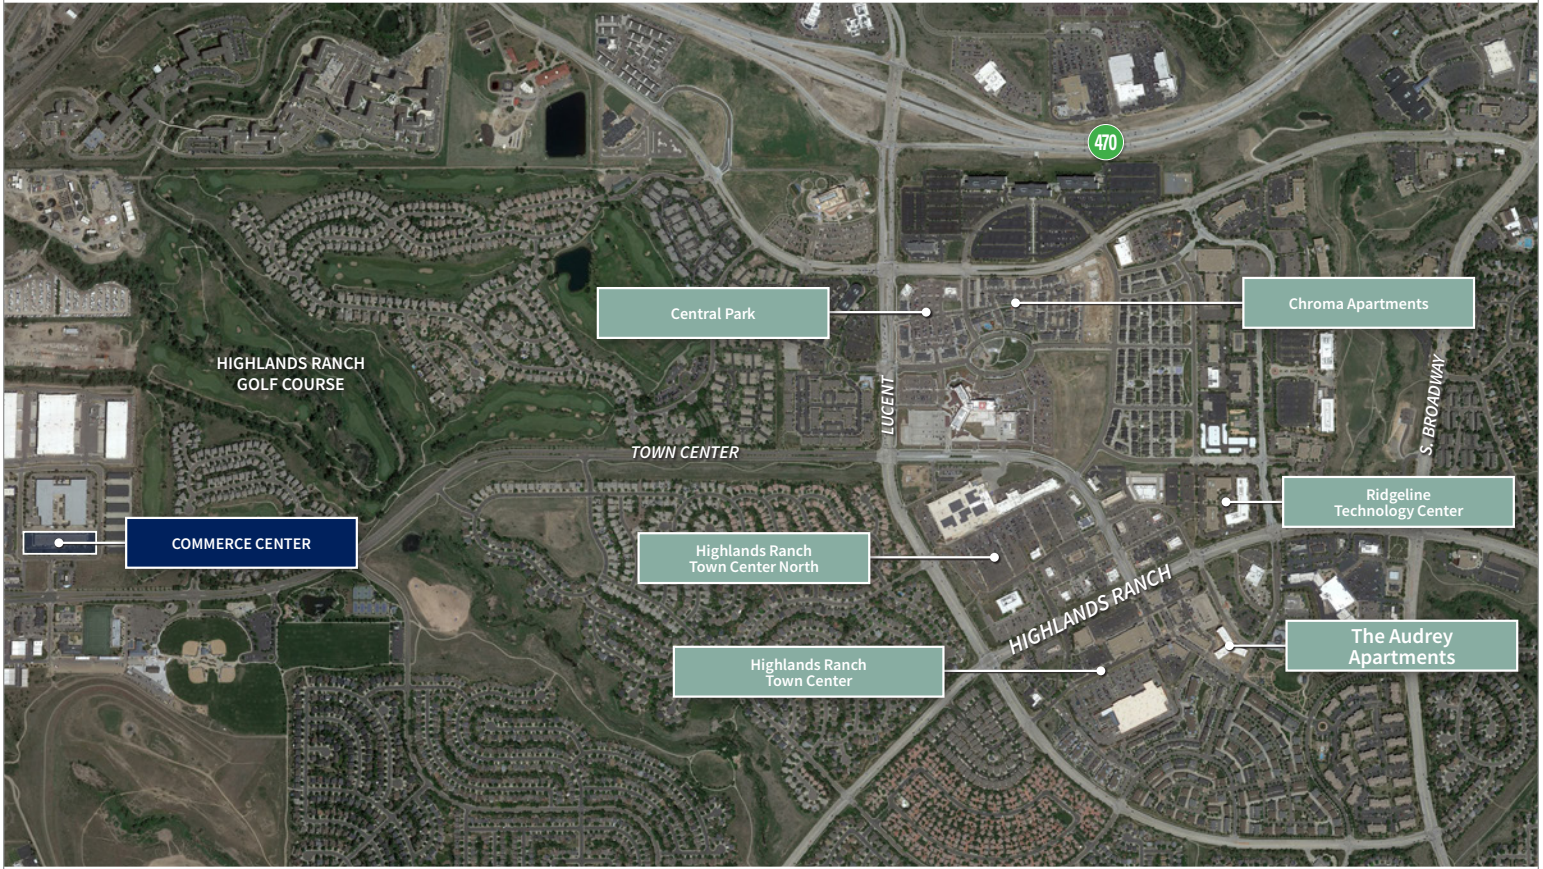 470
Central Park
Chroma Apartments
HIGHLANDS RANCH
GOLF COURSE
LUCENT
S. BROADWAY
TOWN CENTER
Ridgeline
Technology Center
COMMERCE CENTER
Highlands Ranch
Town Center North
HIGHLANDS RANCH
The Audrey
Apartments
Highlands Ranch
Town Center